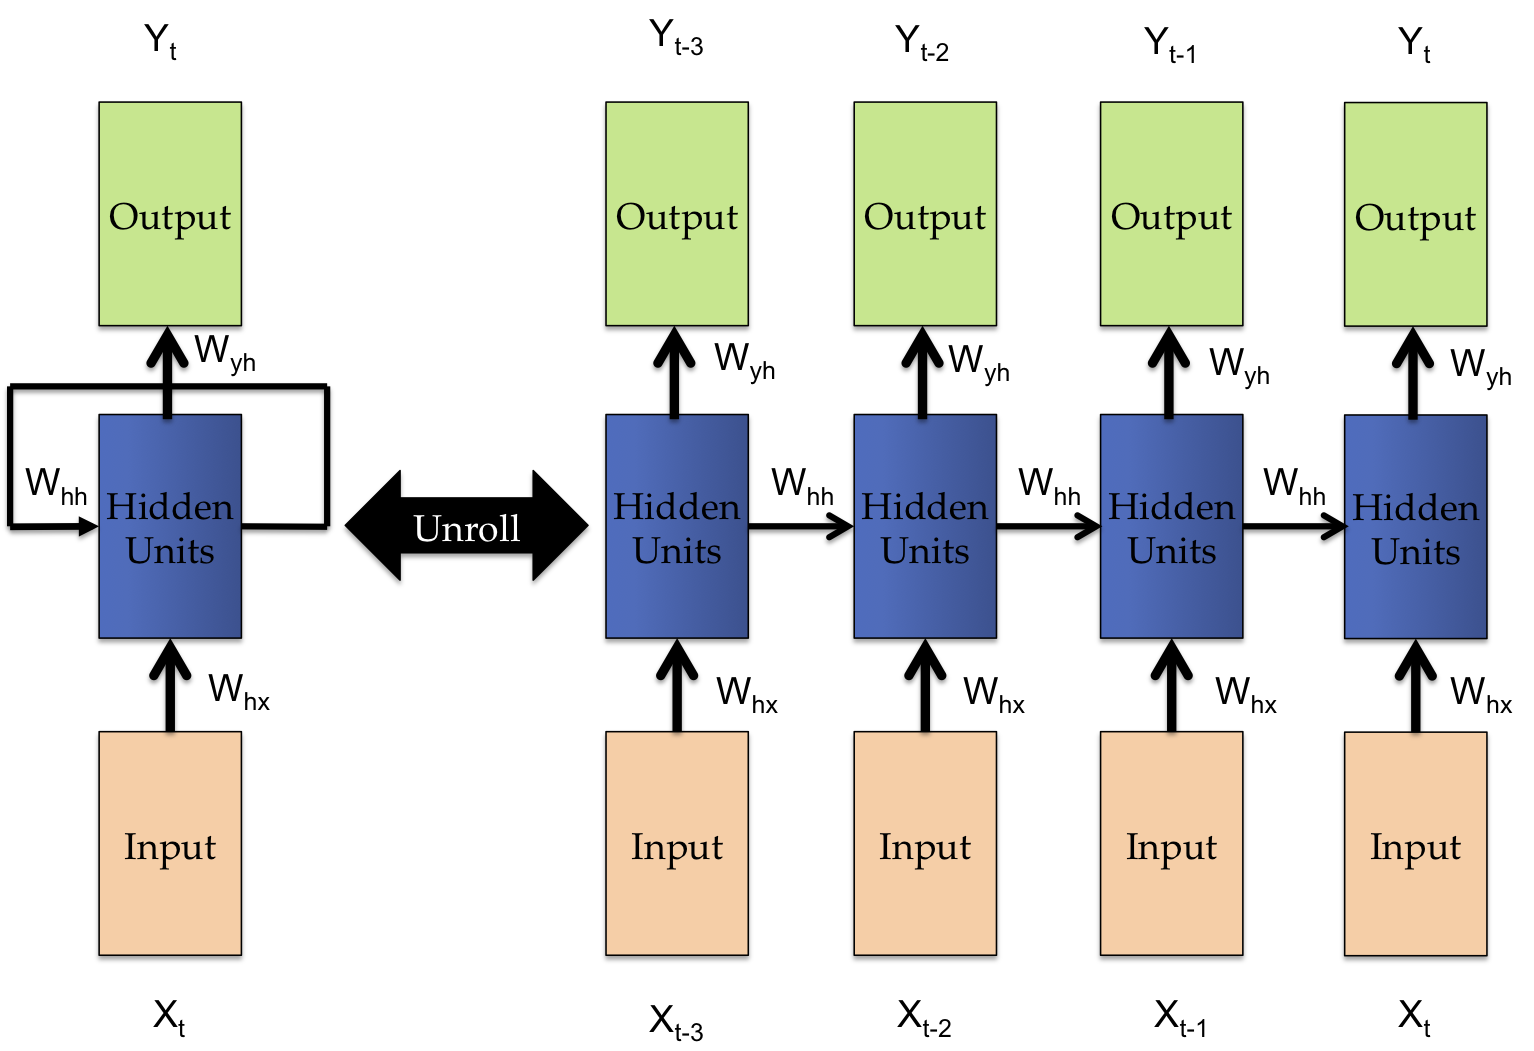 Yt Yt-3 Yt-2 Yt-1 Yt
Output Output Output Output Output
Wyh Wyh Wyh Wyh Wyh
Whh Whh Whh Whh
Hidden Units Unroll Hidden Units Hidden Units Hidden Units Hidden Units
Whx Whx Whx Whx Whx
Input Input Input Input Input
Xt Xt-3 Xt-2 Xt-1 Xt